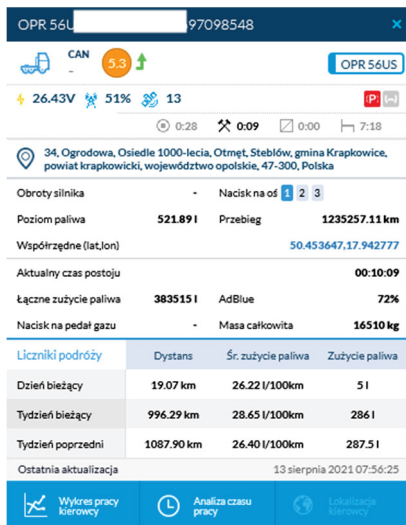 OPR 56U 97098548 ×
CAN
-
5.3
OPR 56US
26.43V 51% 13 (P)
0:28 0:09 0:00 7:18
34, Ogrodowa, Osiedle 1000-lecia, Otmęt, Steblów, gmina Krapkowice,
powiat krapkowicki, województwo opolskie, 47-300, Polska
Obroty silnika - Nacisk na oś 1 2 3
Poziom paliwa 521.89 l Przebieg 1235257.11 km
Współrzędne (lat,lon) 50.453647,17.942777
Aktualny czas postoju 00:10:09
Łączne zużycie paliwa 383515 l AdBlue 72%
Nacisk na pedał gazu - Masa całkowita 16510 kg
Liczniki podróży Dystans Śr. zużycie paliwa Zużycie paliwa
Dzień bieżący 19.07 km 26.22 l/100km 5 l
Tydzień bieżący 996.29 km 28.65 l/100km 286 l
Tydzień poprzedni 1087.90 km 26.40 l/100km 287.5 l
Ostatnia aktualizacja 13 sierpnia 2021 07:56:25
Wykres pracy
kierowcy
Analiza czasu
pracy
Lokalizacja
kierowcy